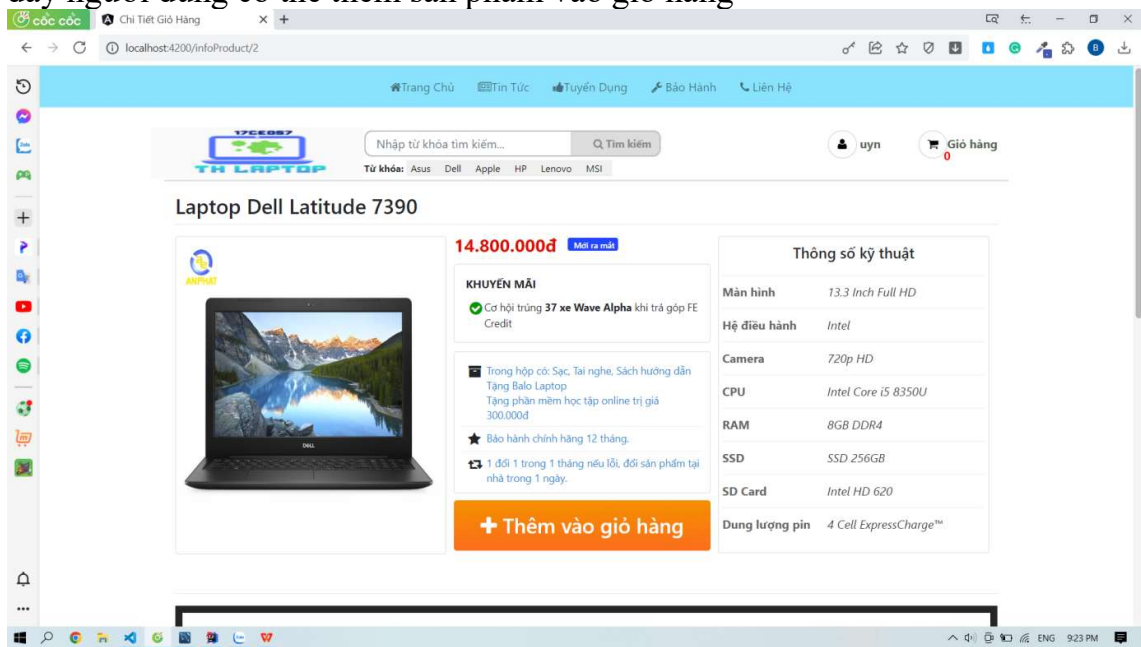 đây người dùng có thể thêm sản phẩm vào giỏ hàng
cốc cốc
Chi Tiết Giỏ Hàng
localhost:4200/infoProduct/2
Trang Chủ Tin Tức Tuyển Dụng Bảo Hành Liên Hệ
17CE057
TH LAPTOP
Nhập từ khóa tìm kiếm... Tìm kiếm
uyn
Giỏ hàng
0
Từ khóa: Asus Dell Apple HP Lenovo MSI
Laptop Dell Latitude 7390
ANPHAT
DELL
14.800.000đ Mới ra mắt
KHUYẾN MÃI
Cơ hội trúng 37 xe Wave Alpha khi trả góp FE
Credit
Trong hộp có: Sạc, Tai nghe, Sách hướng dẫn
Tặng Balo Laptop
Tặng phần mềm học tập online trị giá
300.000đ
Bảo hành chính hãng 12 tháng.
1 đổi 1 trong 1 tháng nếu lỗi, đổi sản phẩm tại
nhà trong 1 ngày.
+ Thêm vào giỏ hàng
Thông số kỹ thuật
Màn hình 13.3 Inch Full HD
Hệ điều hành Intel
Camera 720p HD
CPU Intel Core i5 8350U
RAM 8GB DDR4
SSD SSD 256GB
SD Card Intel HD 620
Dung lượng pin 4 Cell ExpressCharge™
ENG 9:23 PM